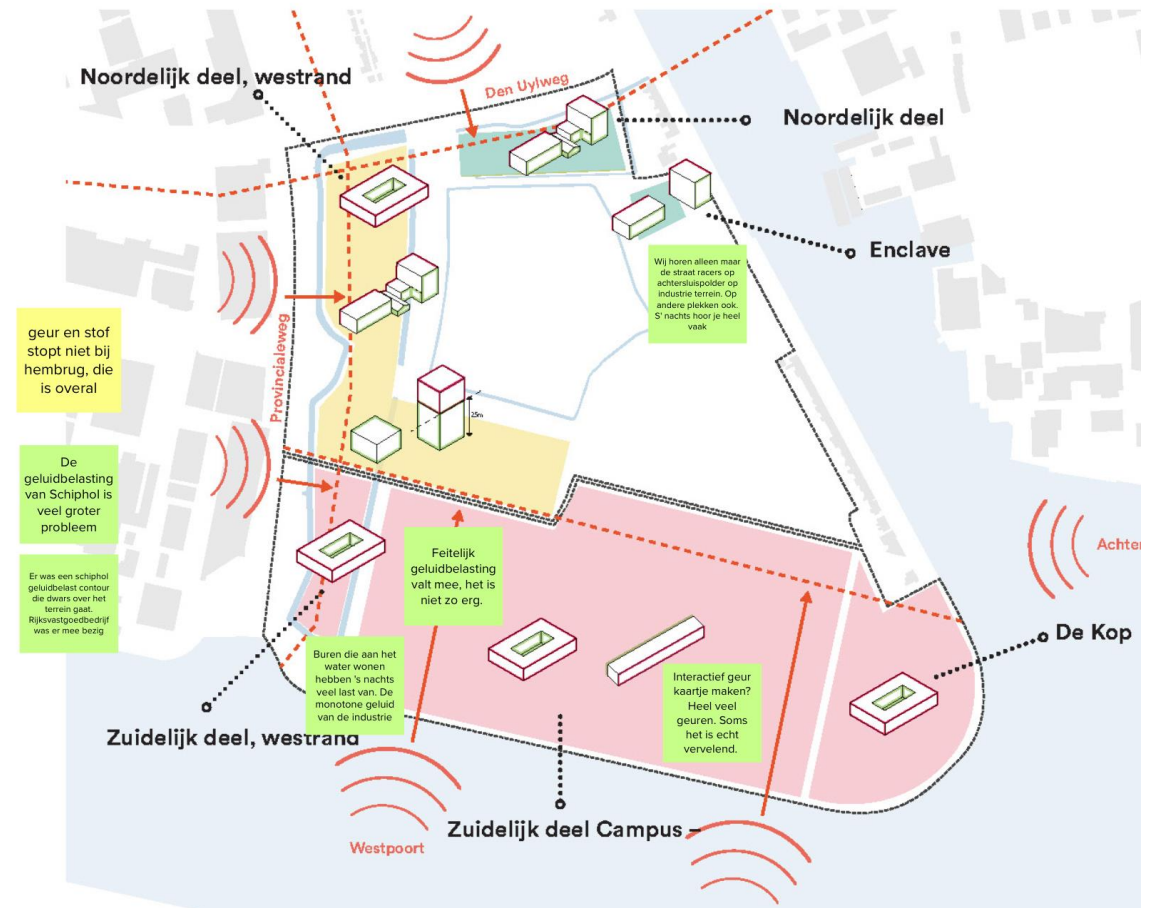 Noordelijk deel, westrand
Den Uylweg
Noordelijk deel
Enclave
Wij horen alleen maar
de straat racers op
achtersluispolder op
industrie terrein. Op
andere plekken ook.
S' nachts hoor je heel
vaak
geur en stof
stopt niet bij
hembrug, die
is overal
Provincialeweg
25m
De
geluidbelasting
van Schiphol is
veel groter
probleem
Er was een schiphol
geluidbelast contour
die dwars over het
terrein gaat.
Rijksvastgoedbedrijf
was er mee bezig
Feitelijk
geluidbelasting
valt mee, het is
niet zo erg.
Achter
De Kop
Buren die aan het
water wonen
hebben 's nachts
veel last van. De
monotone geluid
van de industrie
Interactief geur
kaartje maken?
Heel veel
geuren. Soms
het is echt
vervelend.
Zuidelijk deel, westrand
Zuidelijk deel Campus –
Westpoort